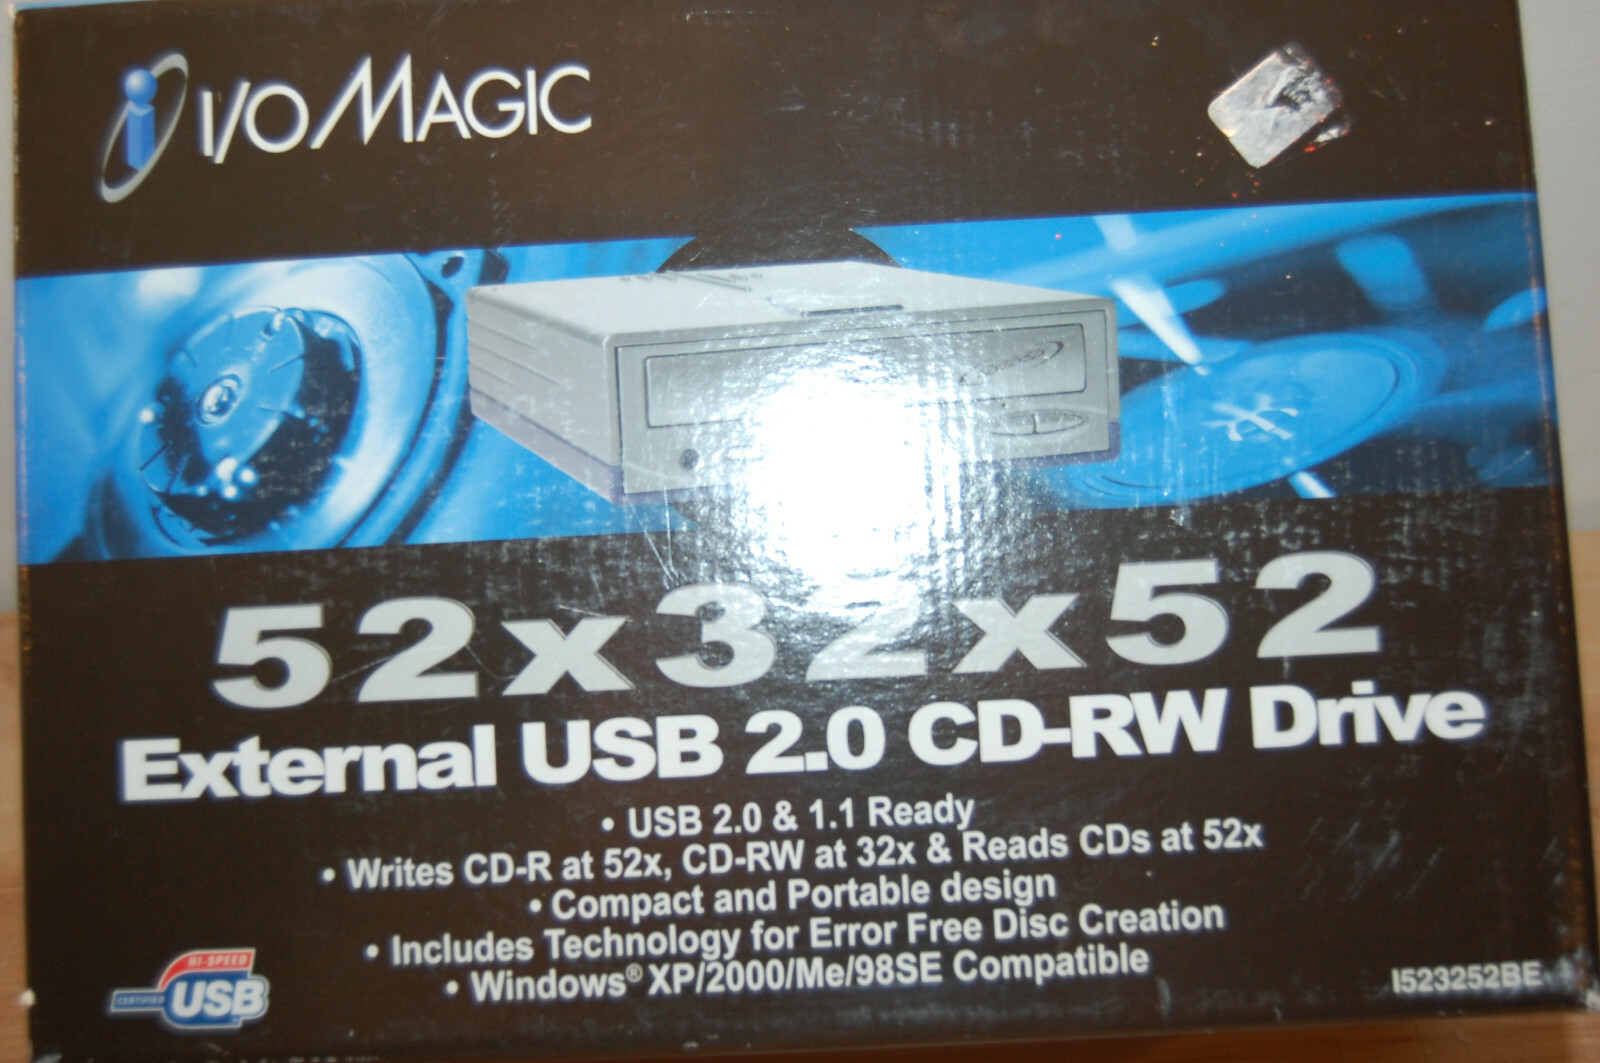 I/OMAGIC
52x32x52
External USB 2.0 CD-RW Drive
• USB 2.0 & 1.1 Ready
• Writes CD-R at 52x, CD-RW at 32x & Reads CDs at 52x
• Compact and Portable design
• Includes Technology for Error Free Disc Creation
• Windows® XP/2000/Me/98SE Compatible
HI-SPEED
CERTIFIED USB
I523252BE